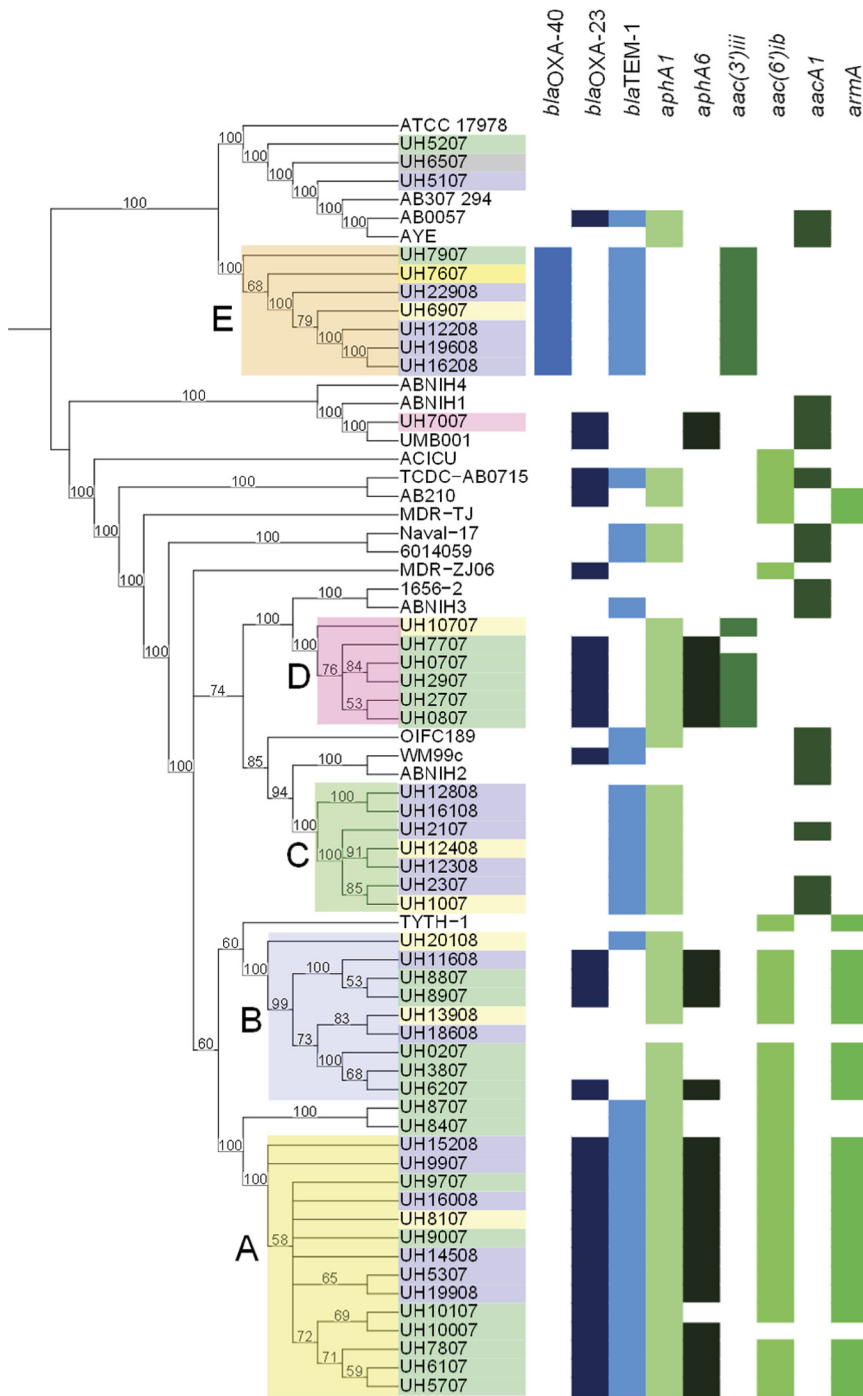 blaOXA-40 blaOXA-23 blaTEM-1 aphA1 aphA6 aac(3')iii aac(6')ib aacA1 armA
ATCC 17978
100
UH5207
100
UH6507
100
100
UH5107
100
AB307 294
100
AB0057
100
AYE
UH7907
100
UH7607
68
UH22908
100
E
UH6907
79
UH12208
100
UH19608
100
UH16208
ABNIH4
100
ABNIH1
100
UH7007
100
UMB001
ACICU
TCDC-AB0715
100
AB210
MDR-TJ
Naval-17
100
6014059
MDR-ZJ06
1656-2
100
ABNIH3
100
UH10707
100
UH7707
D
84
UH0707
76
UH2907
74
UH2707
53
UH0807
OIFC189
85
WM99c
100
ABNIH2
94
UH12808
100
UH16108
100
UH2107
C
UH12408
100
91
UH12308
UH2307
85
UH1007
TYTH-1
60
UH20108
100
UH11608
100
UH8807
53
UH8907
99
B
UH13908
83
UH18608
73
UH0207
100
UH3807
68
UH6207
60
UH8707
100
UH8407
100
UH15208
100
UH9907
UH9707
UH16008
UH8107
A
58
UH9007
UH14508
UH5307
65
UH19908
UH10107
69
UH10007
72
UH7807
71
UH6107
59
UH5707